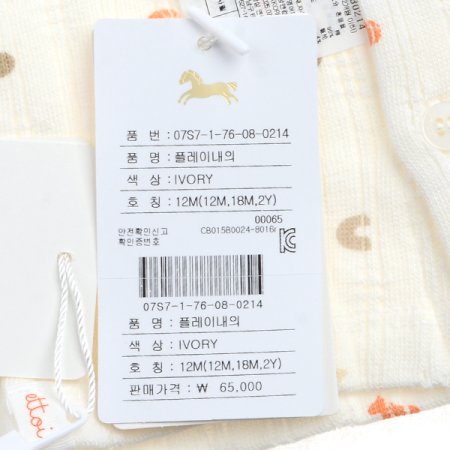 품 번 : 07S7-1-76-08-0214
품 명 : 플레이내의
색 상 : IVORY
호 칭 : 12M(12M,18M,2Y)
00065
안전확인신고
확인증번호
CB015B0024-8016
07S7-1-76-08-0214
품 명 : 플레이내의
색 상 : IVORY
호 칭 : 12M(12M,18M,2Y)
판매가격 : ₩ 65,000
ettoi